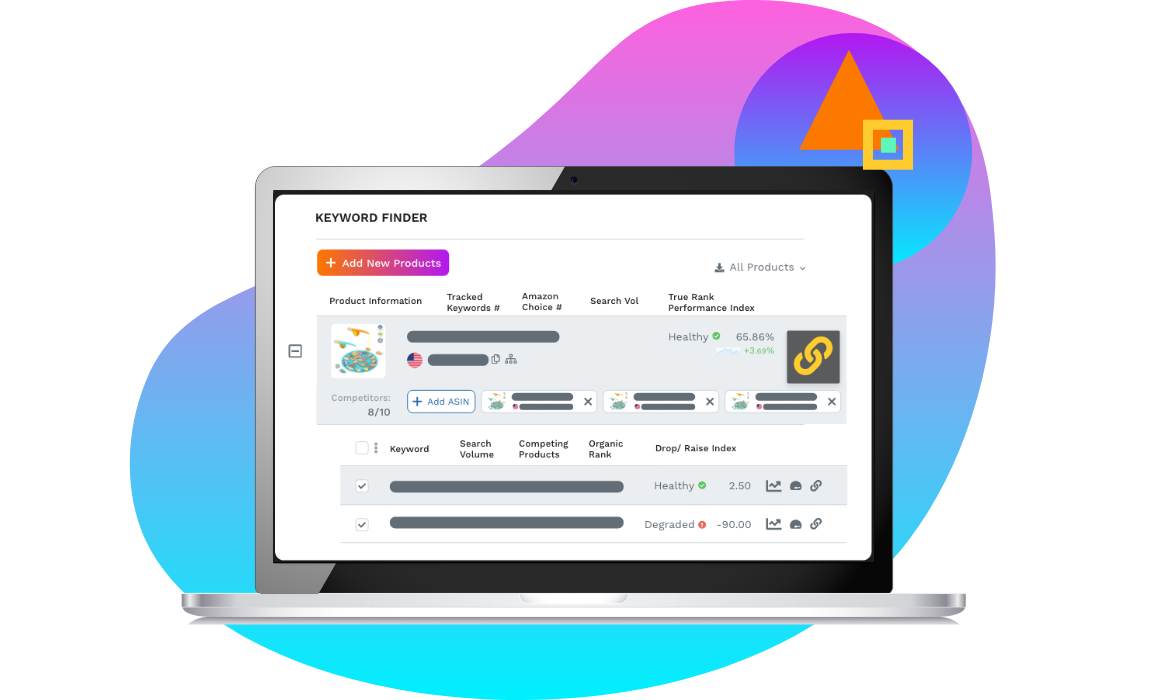 KEYWORD FINDER
+ Add New Products
All Products
Product Information
Tracked
Keywords #
Amazon
Choice #
Search Vol
True Rank
Performance Index
Healthy
65.86%
+3.69%
Competitors:
8/10
+ Add ASIN
Keyword
Search
Volume
Competing
Products
Organic
Rank
Drop/ Raise Index
Healthy
2.50
Degraded
-90.00